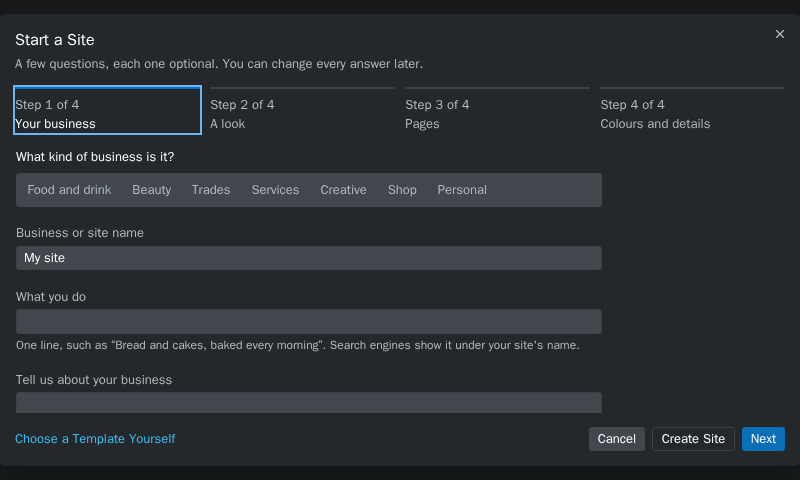 Start a Site
A few questions, each one optional. You can change every answer later.
Step 1 of 4
Your business
Step 2 of 4
A look
Step 3 of 4
Pages
Step 4 of 4
Colours and details
What kind of business is it?
Food and drink Beauty Trades Services Creative Shop Personal
Business or site name
My site
What you do
One line, such as “Bread and cakes, baked every morning”. Search engines show it under your site's name.
Tell us about your business
Choose a Template Yourself
Cancel
Create Site
Next